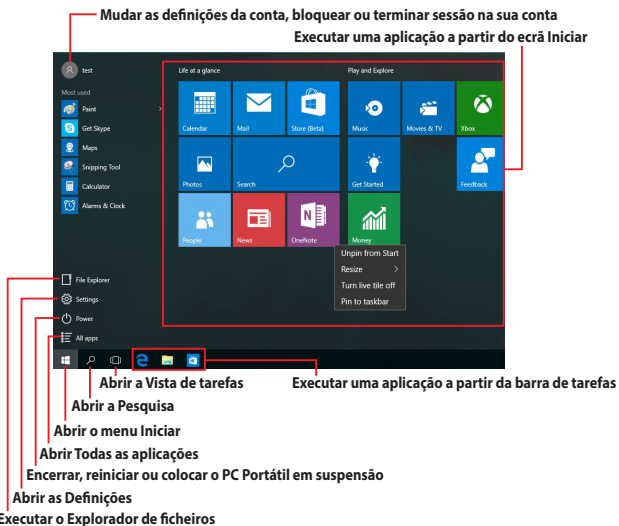 Mudar as definições da conta, bloquear ou terminar sessão na sua conta
Executar uma aplicação a partir do ecrã Iniciar
test
Life at a glance
Play and Explore
Most used
Paint
Get Skype
Maps
Snipping Tool
Calculator
Alarms & Clock
Calendar
Mail
Store (Beta)
Music
Movies & TV
Xbox
Photos
Search
Get Started
Feedback
People
News
OneNote
Money
Unpin from Start
Resize
Turn live tile off
Pin to taskbar
File Explorer
Settings
Power
All apps
Abrir a Vista de tarefas
Executar uma aplicação a partir da barra de tarefas
Abrir a Pesquisa
Abrir o menu Iniciar
Abrir Todas as aplicações
Encerrar, reiniciar ou colocar o PC Portátil em suspensão
Abrir as Definições
Executar o Explorador de ficheiros